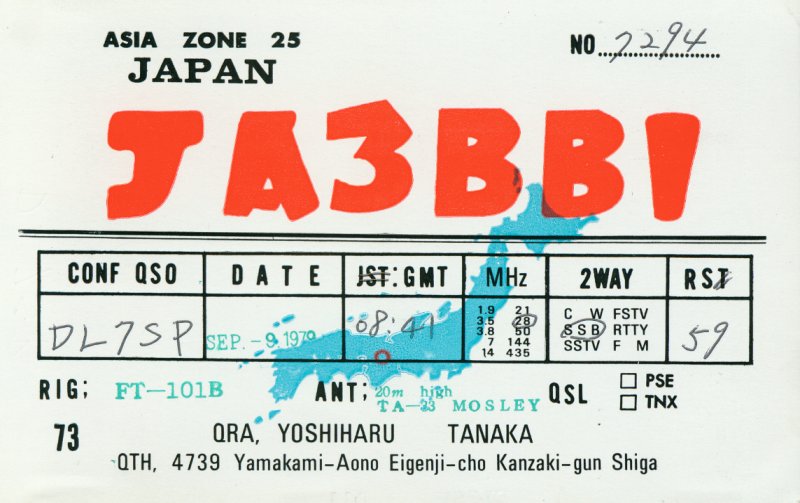 ASIA ZONE 25
JAPAN
NO 7294
JA3BBI
CONF QSO DATE JST:GMT MHz 2WAY RST
DL7SP SEP. -9.1979 08:41 1.9 21 C W FSTV 59
3.5 28 SSB RTTY
3.8 50 SSTV F M
7 144
14 435
RIG; FT-101B ANT; 20m high QSL □ PSE
TA-33 MOSLEY □ TNX
73 QRA, YOSHIHARU TANAKA
QTH, 4739 Yamakami-Aono Eigenji-cho Kanzaki-gun Shiga